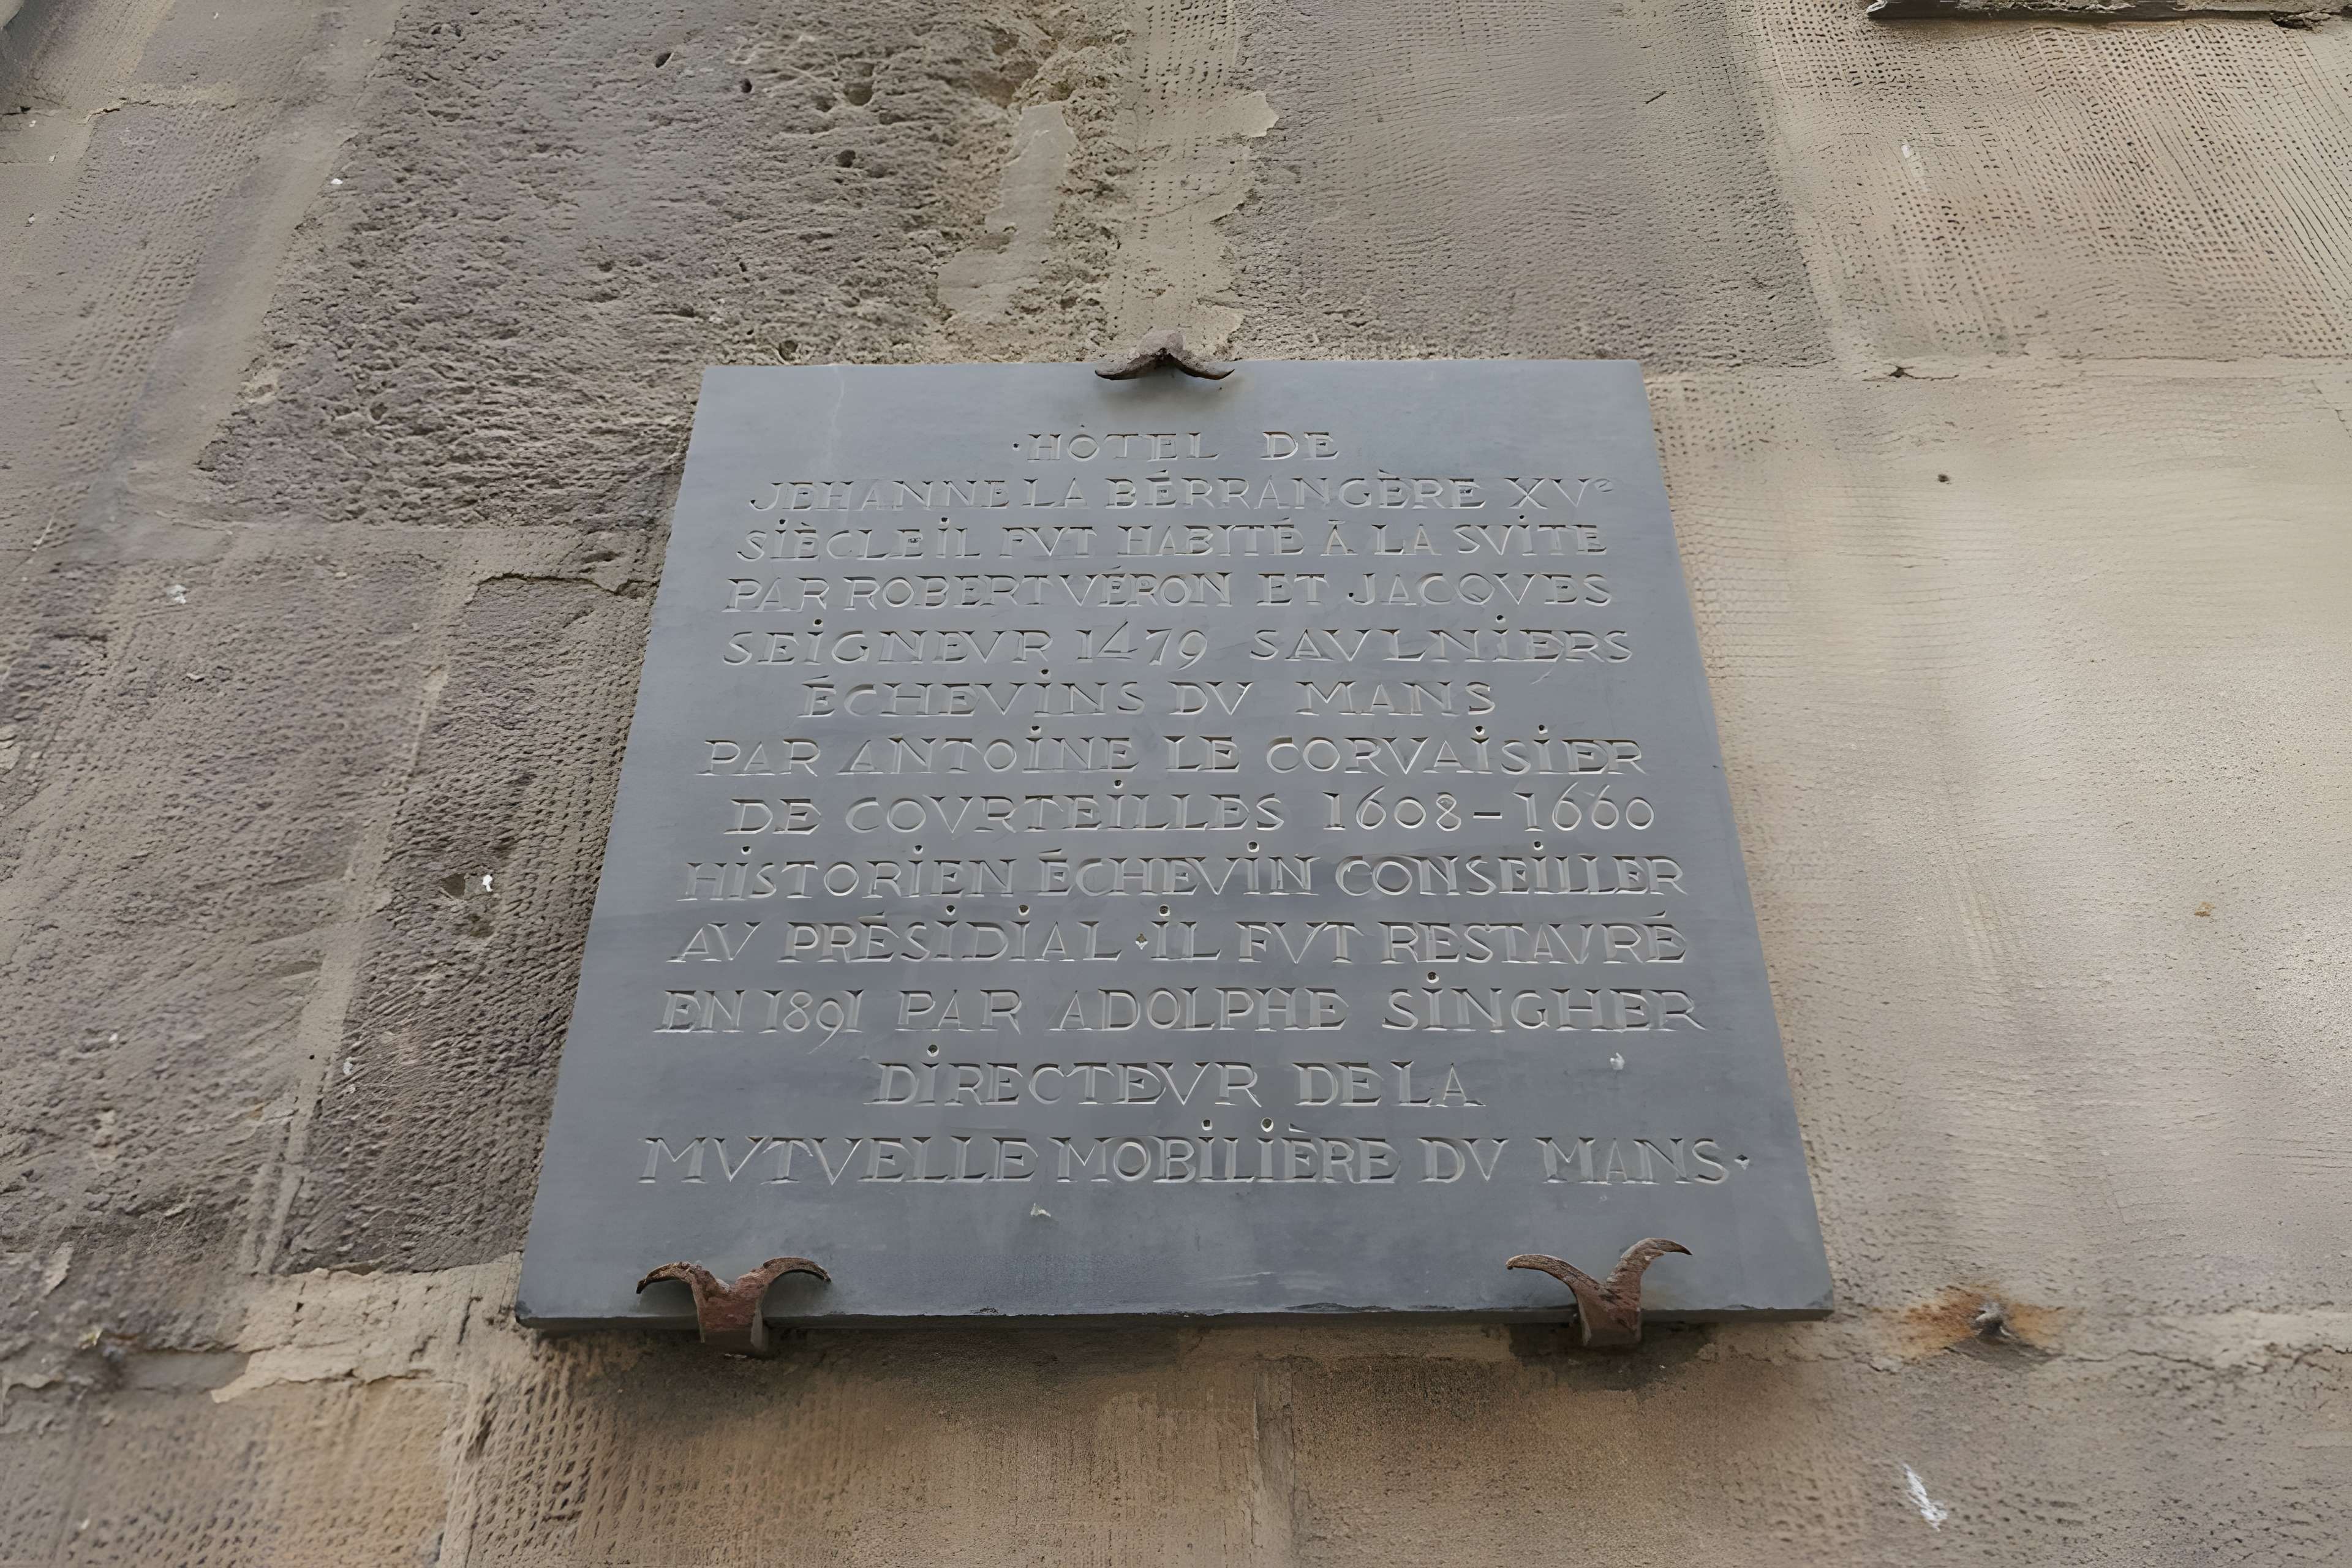 ·HÔTEL DE
JEHANNE LA BÉRRANGÈRE XVe
SIÈCLE IL FVT HABITÉ À LA SVITE
PAR ROBERT VÉRON ET JACQVES
SEIGNEVR 1479 SAVLNIERS
ÉCHEVINS DV MANS
PAR ANTOINE LE CORVAISIER
DE COVRTEILLES 1608-1660
HISTORIEN ÉCHEVIN CONSEILLER
AV PRÉSIDIAL·IL FVT RESTAVRÉ
EN 1891 PAR ADOLPHE SINGHER
DIRECTEVR DE LA
MVTVELLE MOBILIÈRE DV MANS·